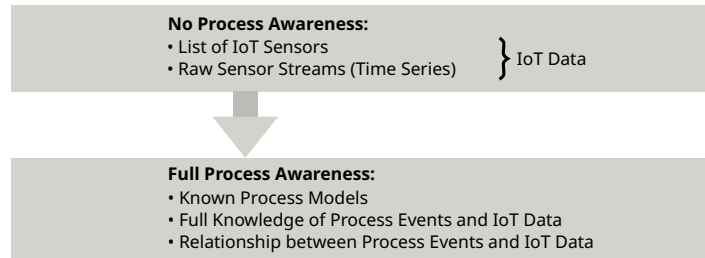 No Process Awareness:
• List of IoT Sensors
• Raw Sensor Streams (Time Series)
IoT Data
Full Process Awareness:
• Known Process Models
• Full Knowledge of Process Events and IoT Data
• Relationship between Process Events and IoT Data